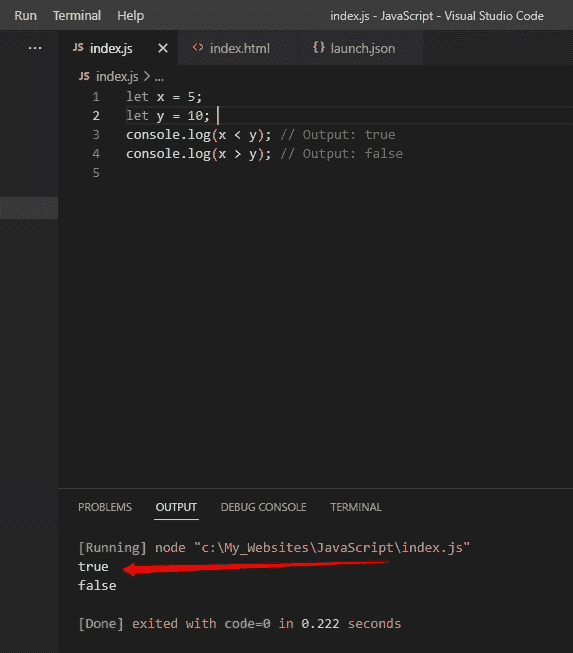 Run Terminal Help index.js - JavaScript - Visual Studio Code
... JS index.js × <> index.html {} launch.json
JS index.js > ...
1 let x = 5;
2 let y = 10;
3 console.log(x < y); // Output: true
4 console.log(x > y); // Output: false
5
PROBLEMS OUTPUT DEBUG CONSOLE TERMINAL
[Running] node "c:\My_Websites\JavaScript\index.js"
true
false
[Done] exited with code=0 in 0.222 seconds